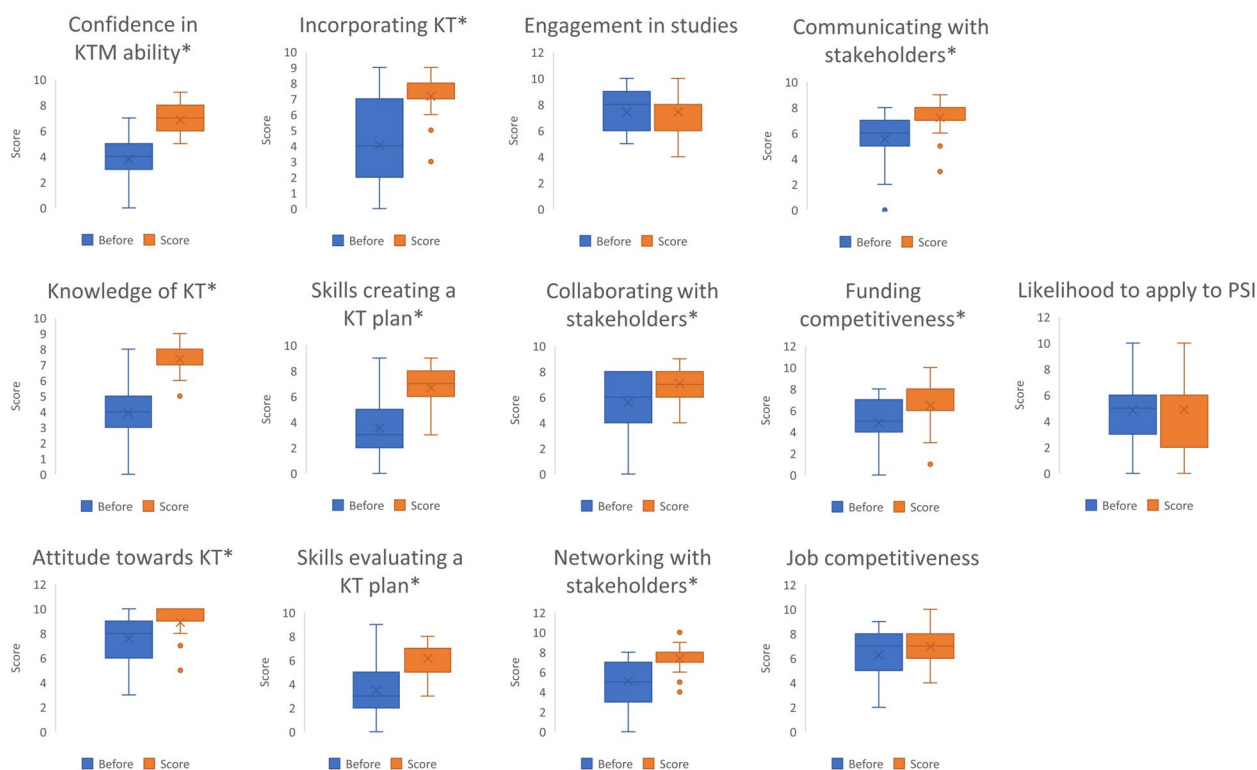 Confidence in
KTM ability*
10
8
6
4
2
0
Score
Before Score
Incorporating KT*
10
9
8
7
6
5
4
3
2
1
0
Score
Before Score
Engagement in studies
12
10
8
6
4
2
0
Score
Before Score
Communicating with
stakeholders*
10
8
6
4
2
0
Score
Before Score
Knowledge of KT*
10
9
8
7
6
5
4
3
2
1
0
Score
Before Score
Skills creating a
KT plan*
10
8
6
4
2
0
Score
Before Score
Collaborating with
stakeholders*
10
8
6
4
2
0
Score
Before Score
Funding
competitiveness*
12
10
8
6
4
2
0
Score
Before Score
Likelihood to apply to PSI
12
10
8
6
4
2
0
Score
Before Score
Attitude towards KT*
12
10
8
6
4
2
0
Score
Before Score
Skills evaluating a
KT plan*
10
8
6
4
2
0
Score
Before Score
Networking with
stakeholders*
12
10
8
6
4
2
0
Score
Before Score
Job competitiveness
12
10
8
6
4
2
0
Score
Before Score